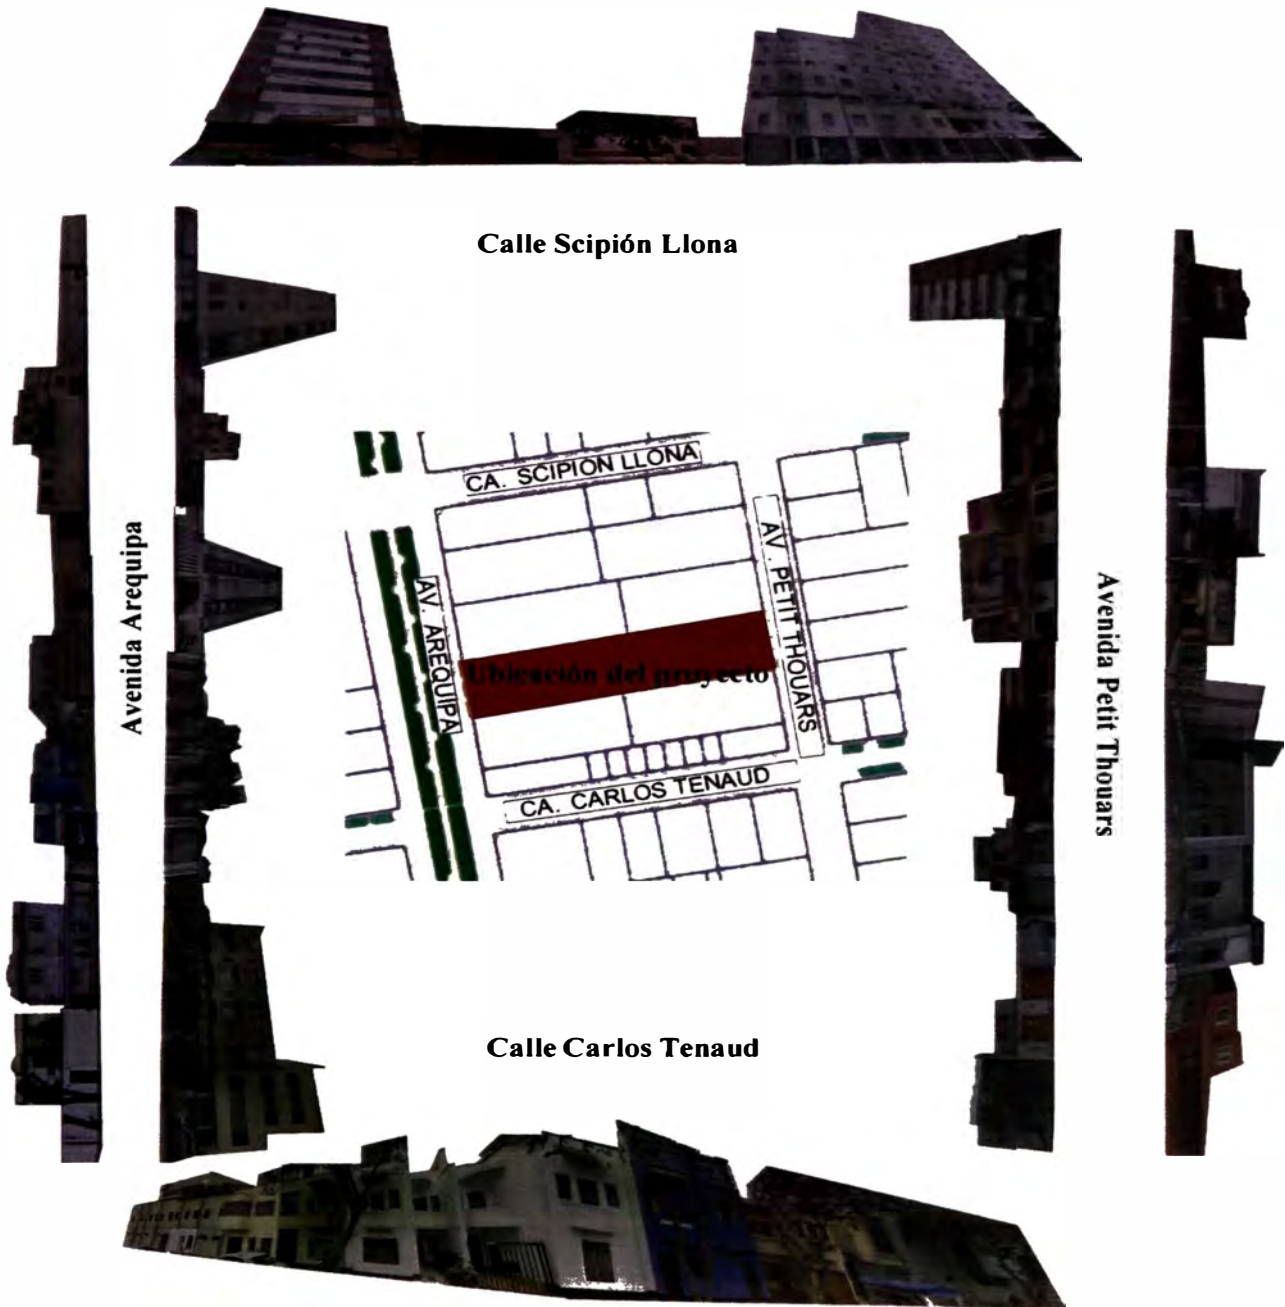 Calle Scipión Llona
CA. SCIPION LLONA
Avenida Arequipa
AV. AREQUIPA
Ubicación del proyecto
AV. PETIT THOUARS
Avenida Petit Thouars
CA. CARLOS TENAUD
Calle Carlos Tenaud